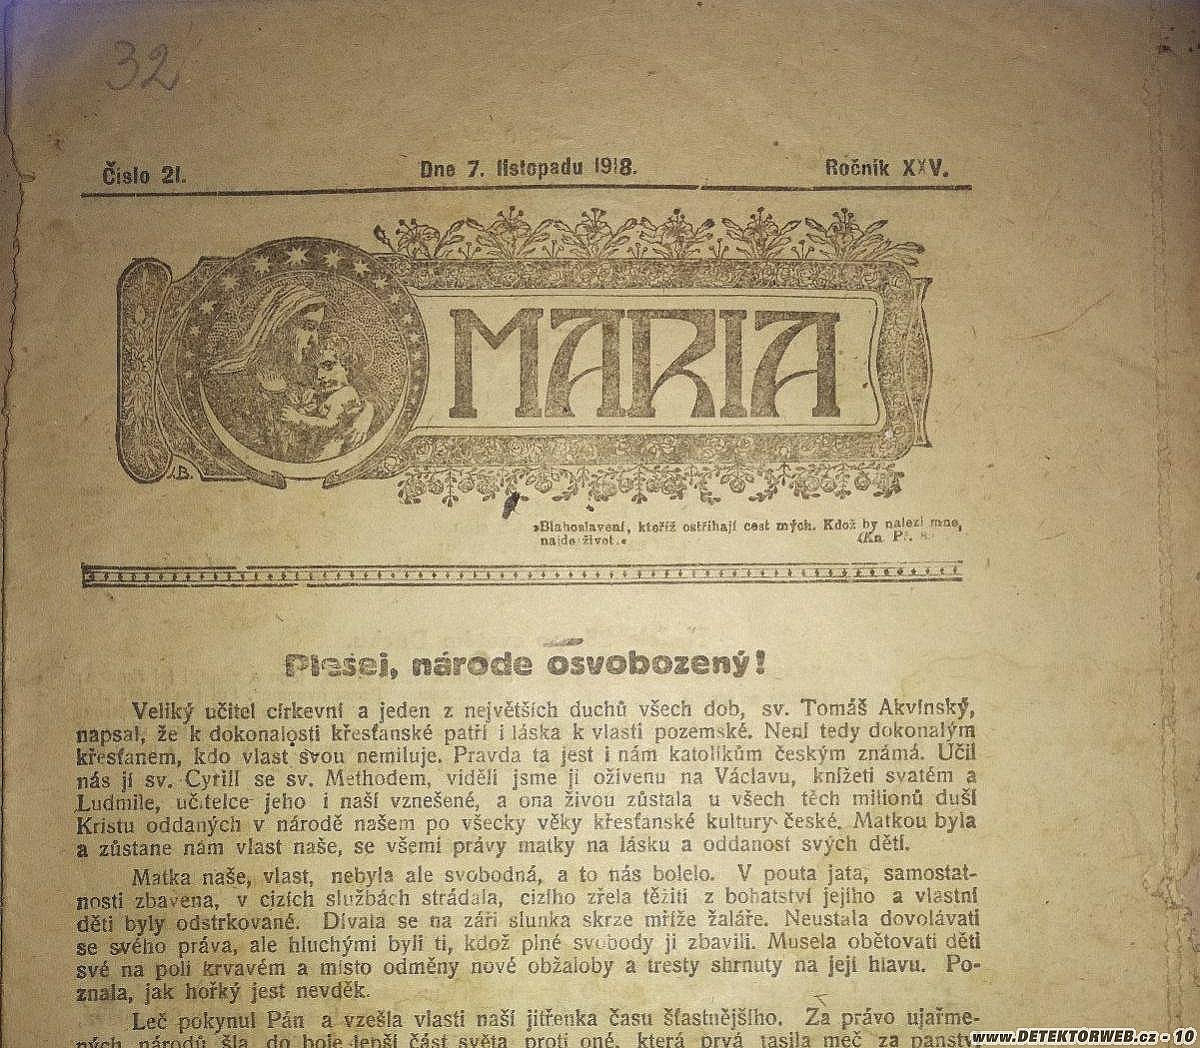 32
Číslo 21. Dne 7. listopadu 1918. Ročník XXV.
MARIA
J.B.
»Blahoslavení, kteříž ostříhají cest mých. Kdož by nalezl mne,
najde život.« (Kn. Př. 8.
Plesej, národe osvobozený!
Veliký učitel církevní a jeden z největších duchů všech dob, sv. Tomáš Akvinský,
napsal, že k dokonalosti křesťanské patří i láska k vlasti pozemské. Není tedy dokonalým
křesťanem, kdo vlast svou nemiluje. Pravda ta jest i nám katolíkům českým známá. Učil
nás jí sv. Cyrill se sv. Methodem, viděli jsme ji oživenu na Václavu, knížeti svatém a
Ludmile, učitelce jeho i naší vznešené, a ona živou zůstala u všech těch milionů duší
Kristu oddaných v národě našem po všecky věky křesťanské kultury české. Matkou byla
a zůstane nám vlast naše, se všemi právy matky na lásku a oddanost svých dětí.
Matka naše, vlast, nebyla ale svobodná, a to nás bolelo. V pouta jata, samostat-
nosti zbavena, v cizích službách strádala, cizího zřela těžiti z bohatství jejího a vlastní
děti byly odstrkované. Dívala se na záři slunka skrze mříže žaláře. Neustala dovolávati
se svého práva, ale hluchými byli ti, kdož plné svobody ji zbavili. Musela obětovati děti
své na poli krvavém a místo odměny nové obžaloby a tresty shrnuty na její hlavu. Po-
znala, jak hořký jest nevděk.
Leč pokynul Pán a vzešla vlasti naší jitřenka času šťastnějšího. Za právo ujařme-
ných národů šla do boje lepší část světa proti oné, která prvá tasila meč za panství
www.DETEKTORWEB.cz - 10